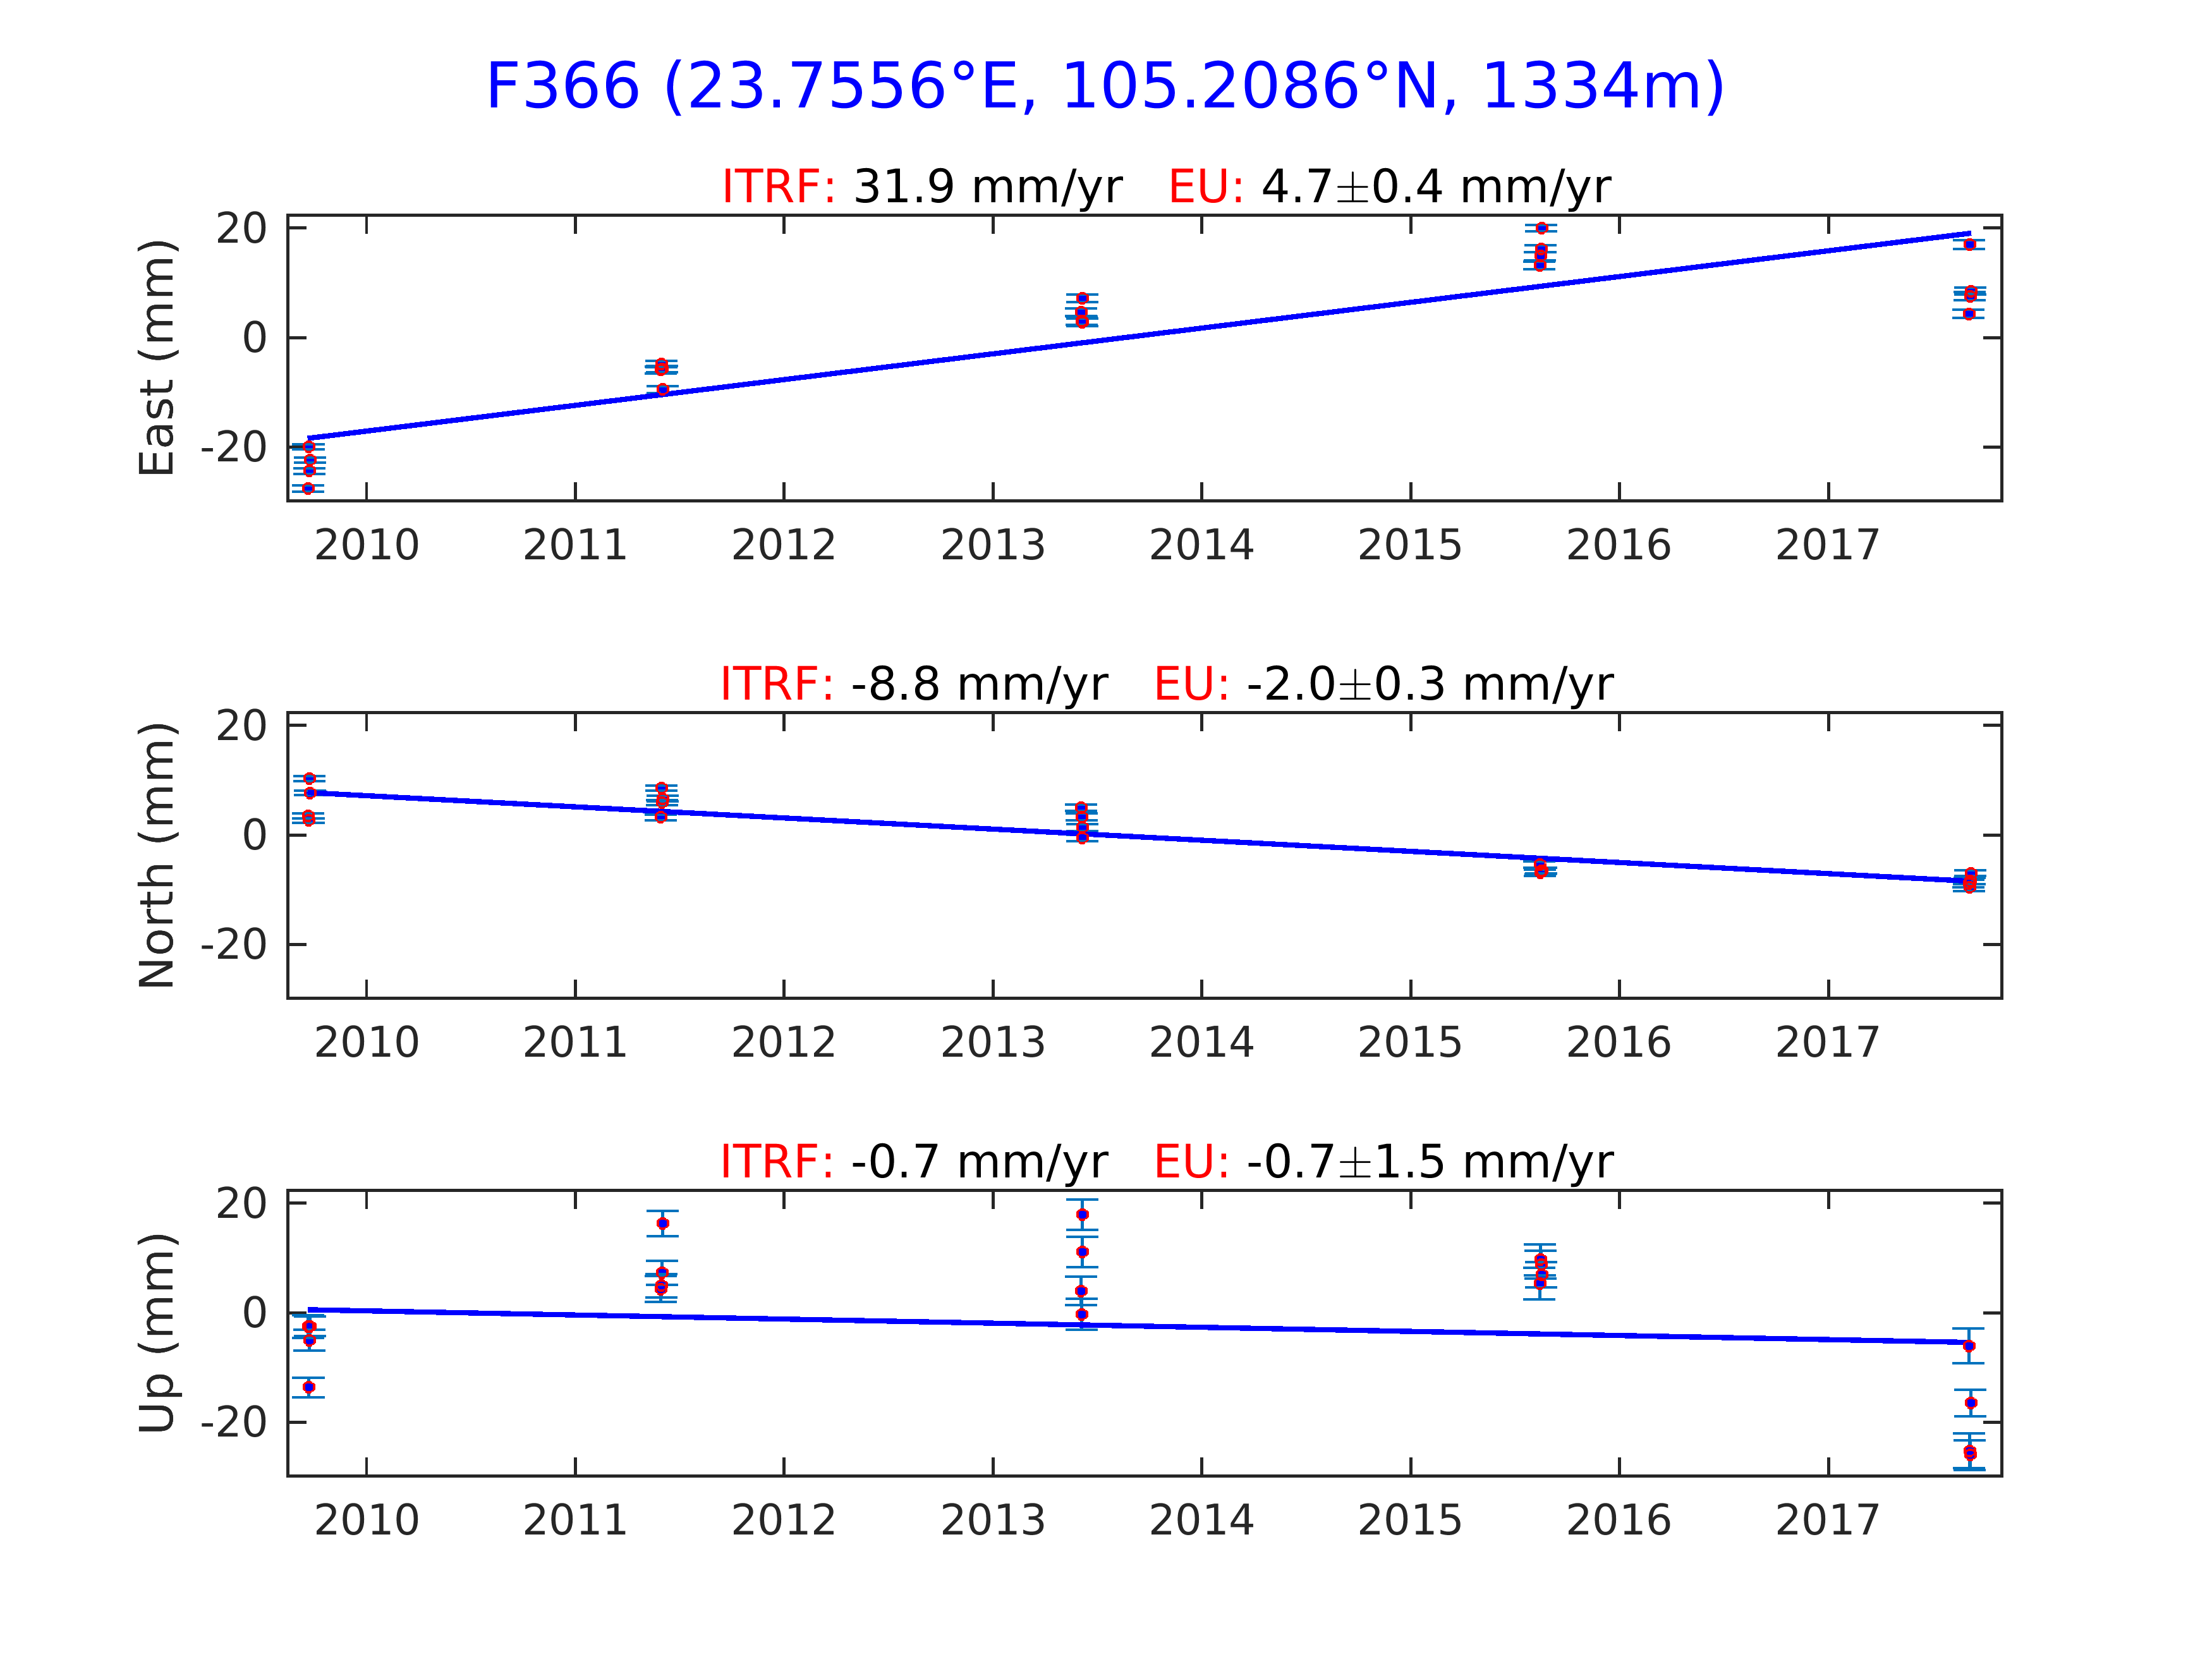 F366 (23.7556°E, 105.2086°N, 1334m)
ITRF: 31.9 mm/yr EU: 4.7±0.4 mm/yr
East (mm)
20
0
-20
2010 2011 2012 2013 2014 2015 2016 2017
ITRF: -8.8 mm/yr EU: -2.0±0.3 mm/yr
North (mm)
20
0
-20
2010 2011 2012 2013 2014 2015 2016 2017
ITRF: -0.7 mm/yr EU: -0.7±1.5 mm/yr
Up (mm)
20
0
-20
2010 2011 2012 2013 2014 2015 2016 2017